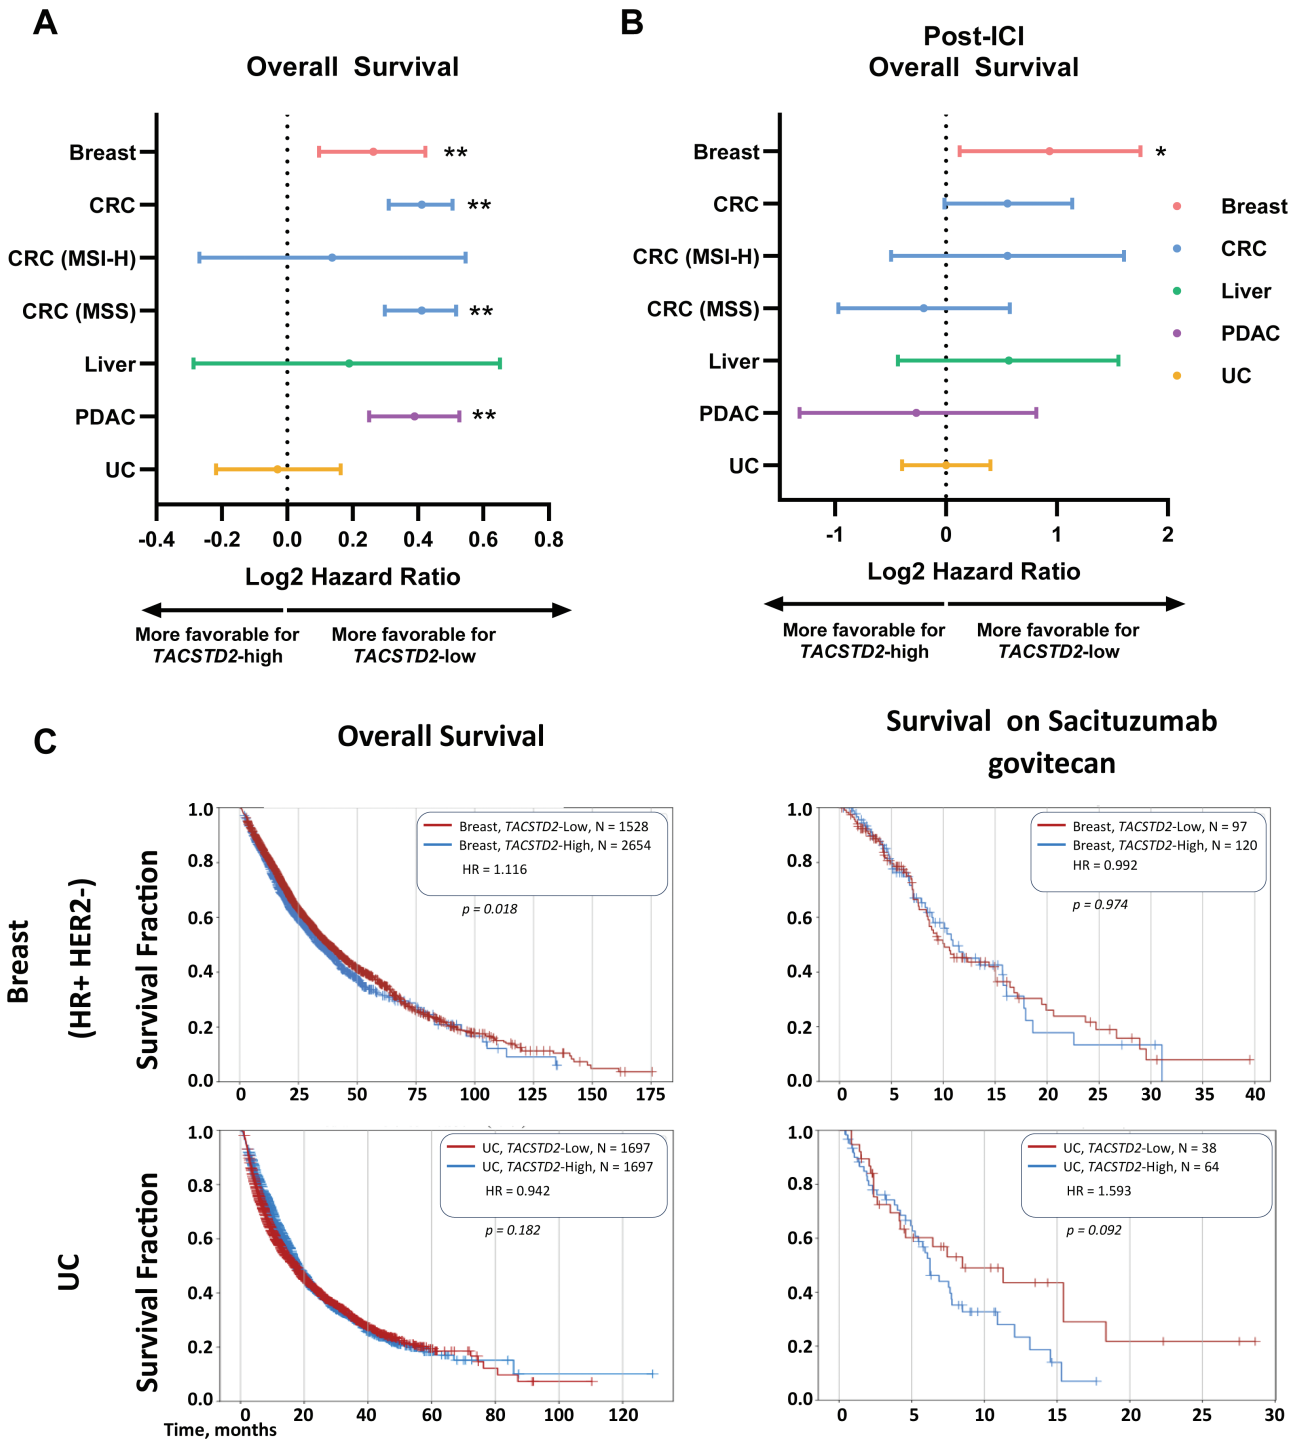 A
Overall Survival
Breast
**
CRC
**
CRC (MSI-H)
CRC (MSS)
**
Liver
PDAC
**
UC
-0.4 -0.2 0.0 0.2 0.4 0.6 0.8
Log2 Hazard Ratio
More favorable for
TACSTD2-high
More favorable for
TACSTD2-low
B
Post-ICI
Overall Survival
Breast
*
CRC
CRC (MSI-H)
CRC (MSS)
Liver
PDAC
UC
-1 0 1 2
Log2 Hazard Ratio
More favorable for
TACSTD2-high
More favorable for
TACSTD2-low
Breast
CRC
Liver
PDAC
UC
C
Overall Survival
Survival on Sacituzumab
govitecan
Breast
(HR+ HER2-)
Survival Fraction
1.0
0.8
0.6
0.4
0.2
0.0
Breast, TACSTD2-Low, N = 1528
Breast, TACSTD2-High, N = 2654
HR = 1.116
p = 0.018
0 25 50 75 100 125 150 175
1.0
0.8
0.6
0.4
0.2
0.0
Breast, TACSTD2-Low, N = 97
Breast, TACSTD2-High, N = 120
HR = 0.992
p = 0.974
0 5 10 15 20 25 30 35 40
UC
Survival Fraction
1.0
0.8
0.6
0.4
0.2
0.0
UC, TACSTD2-Low, N = 1697
UC, TACSTD2-High, N = 1697
HR = 0.942
p = 0.182
0 20 40 60 80 100 120
Time, months
1.0
0.8
0.6
0.4
0.2
0.0
UC, TACSTD2-Low, N = 38
UC, TACSTD2-High, N = 64
HR = 1.593
p = 0.092
0 5 10 15 20 25 30